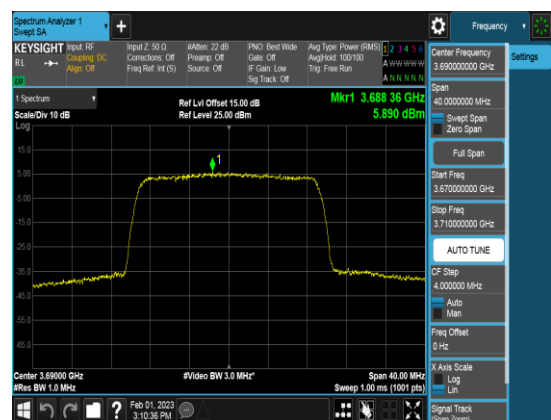 Spectrum Analyzer 1
Swept SA
+
Frequency
KEYSIGHT
RL
Input: RF
Coupling: DC
Align: Off
Input Z: 50 Ω
Corrections: Off
Freq Ref: Int (S)
#Atten: 22 dB
Preamp: Off
Source: Off
PNO: Best Wide
Gate: Off
IF Gain: Low
Sig Track: Off
Avg Type: Power (RMS)
Avg|Hold: 100/100
Trig: Free Run
1 2 3 4 5 6
A W W W W W
A N N N N N
1 Spectrum
Scale/Div 10 dB
Log
Ref Lvl Offset 15.00 dB
Ref Level 25.00 dBm
Mkr1 3.688 36 GHz
5.890 dBm
15.0
5.00
-5.00
-15.0
-25.0
-35.0
-45.0
-55.0
-65.0
1
Center 3.69000 GHz
#Res BW 1.0 MHz
#Video BW 3.0 MHz*
Span 40.00 MHz
Sweep 1.00 ms (1001 pts)
Feb 01, 2023
3:10:36 PM
?
Center Frequency
3.690000000 GHz
Span
40.0000000 MHz
Swept Span
Zero Span
Full Span
Start Freq
3.670000000 GHz
Stop Freq
3.710000000 GHz
AUTO TUNE
CF Step
4.000000 MHz
Auto
Man
Freq Offset
0 Hz
X Axis Scale
Log
Lin
Signal Track
(Span Zoom)
Settings